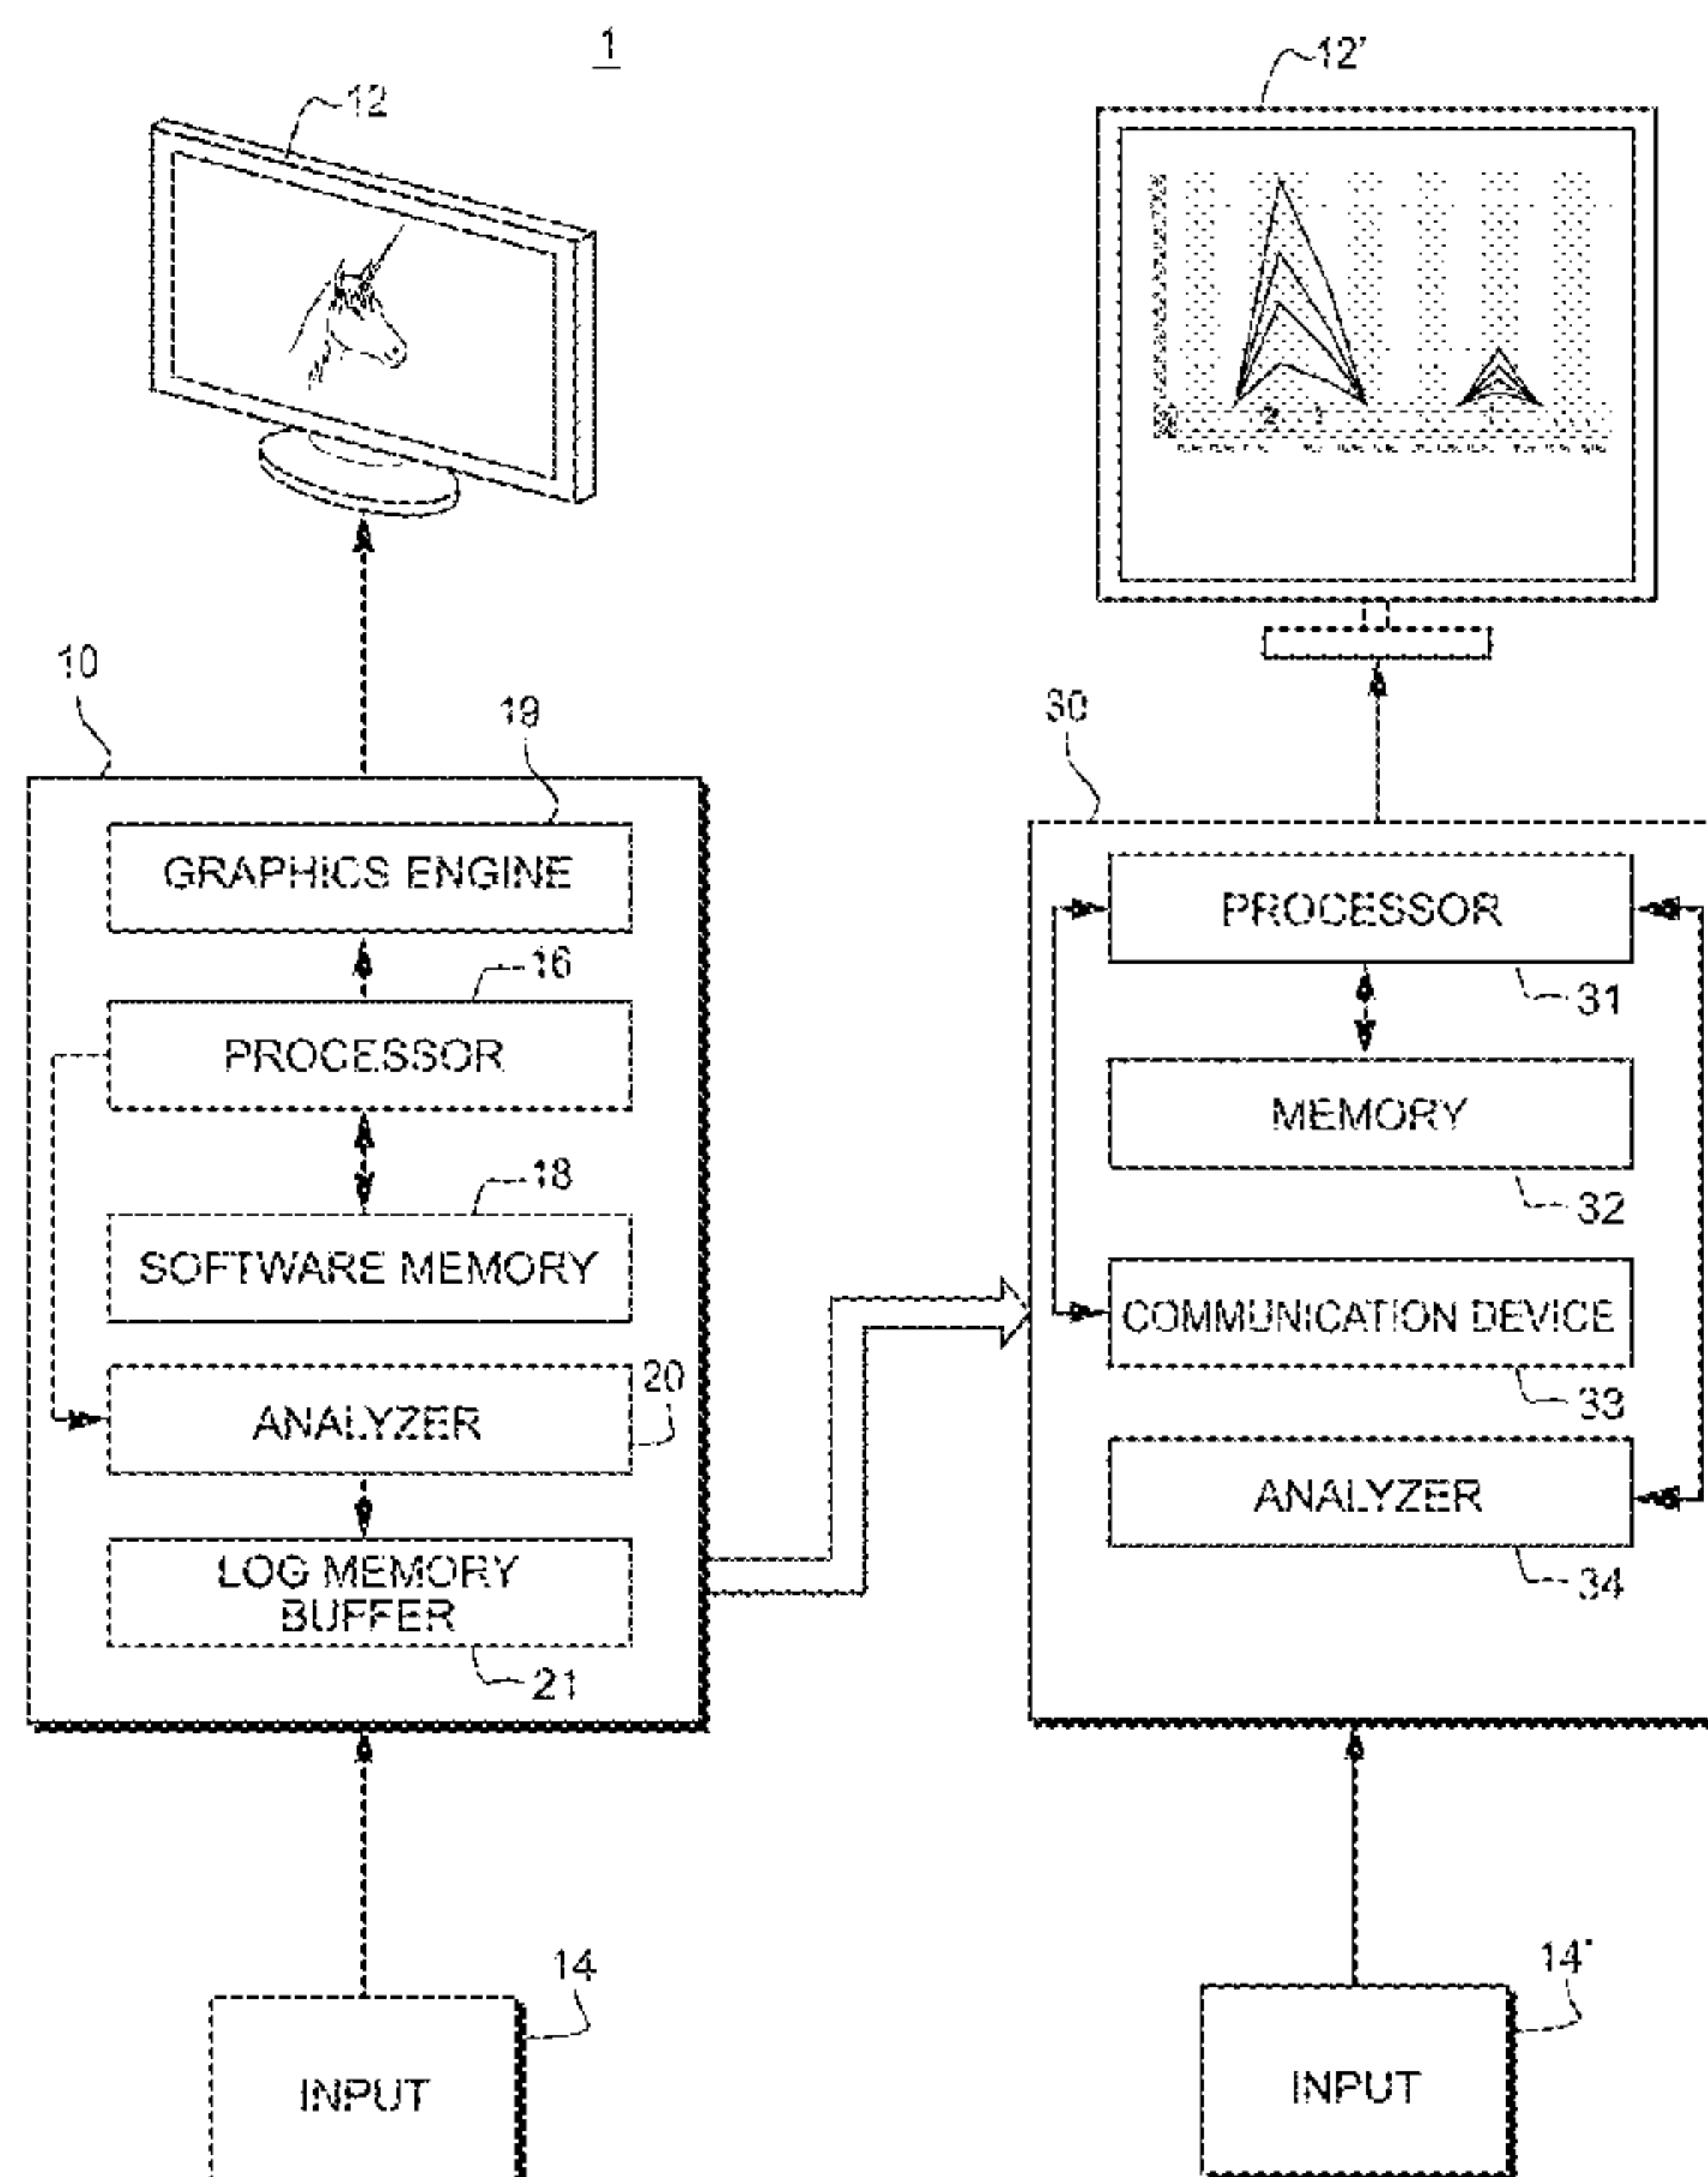 1
12
12'
10
19
GRAPHICS ENGINE
16
PROCESSOR
18
SOFTWARE MEMORY
20
ANALYZER
LOG MEMORY
BUFFER
21
14
INPUT
30
PROCESSOR
31
MEMORY
32
COMMUNICATION DEVICE
33
ANALYZER
34
14'
INPUT